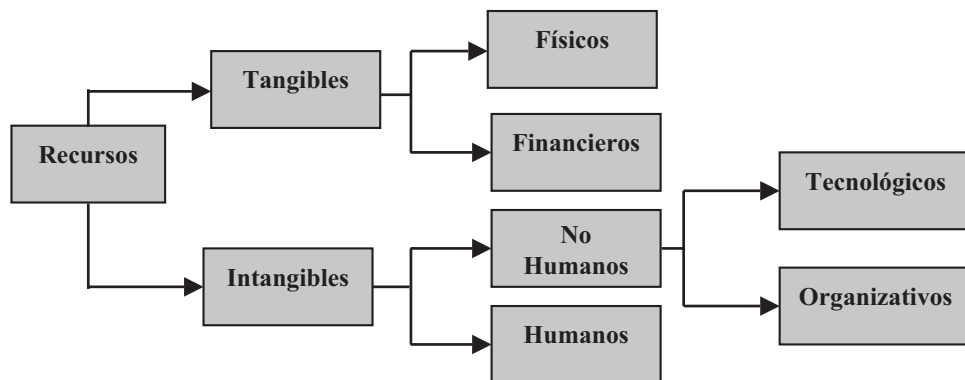 Recursos
Tangibles
Físicos
Financieros
Intangibles
No
Humanos
Tecnológicos
Organizativos
Humanos